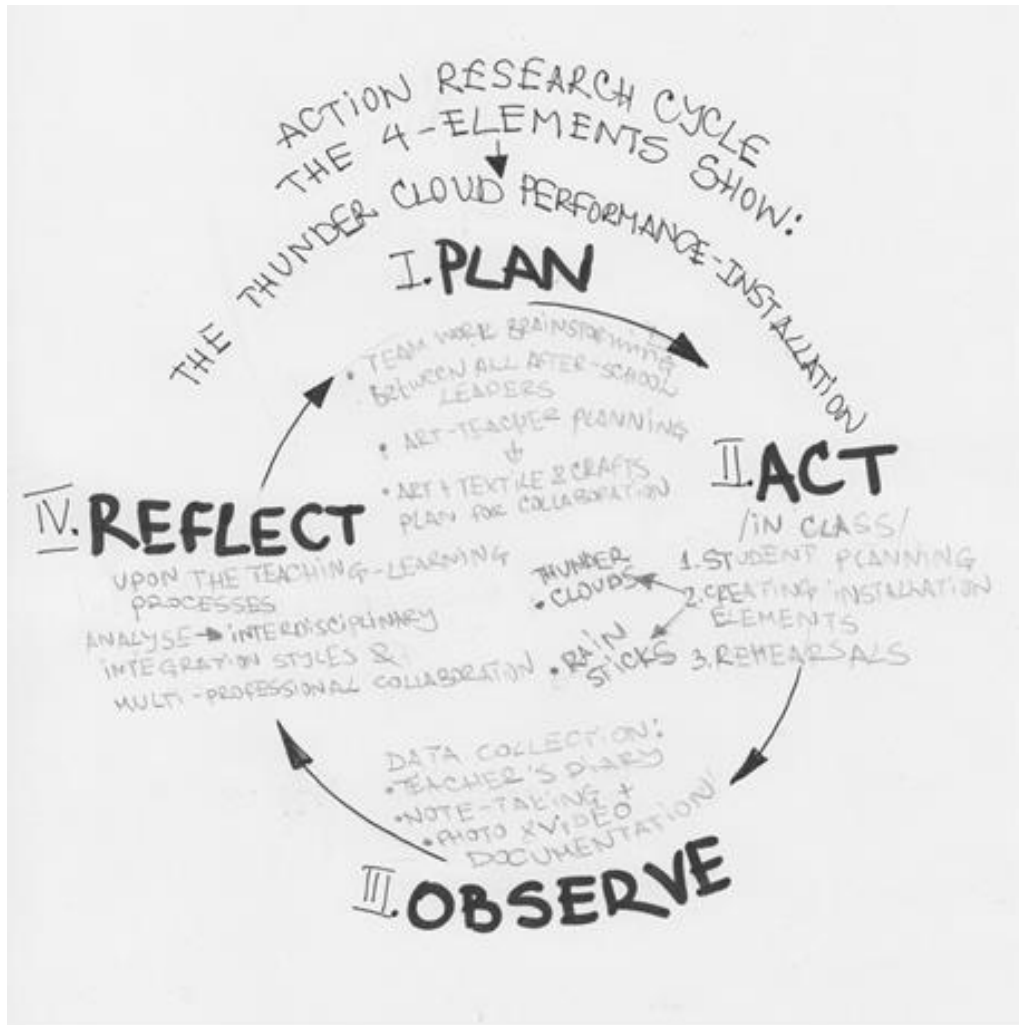 ACTION RESEARCH CYCLE
THE 4-ELEMENTS SHOW:
THE THUNDER CLOUD PERFORMANCE-INSTALLATION
I. PLAN
• TEAM WORK BRAINSTORMING
BETWEEN ALL AFTER-SCHOOL
LEADERS
• ART-TEACHER PLANNING
• ART + TEXTILE & CRAFTS
PLAN FOR COLLABORATION
II. ACT
/IN CLASS/
1. STUDENT PLANNING
2. CREATING INSTALLATION
ELEMENTS
3. REHEARSALS
THUNDER
• CLOUDS
• RAIN
STICKS
III. OBSERVE
DATA COLLECTION:
• TEACHER'S DIARY
• NOTE-TAKING +
• PHOTO & VIDEO
DOCUMENTATION
IV. REFLECT
UPON THE TEACHING-LEARNING
PROCESSES
ANALYSE → INTERDISCIPLINARY
INTEGRATION STYLES &
MULTI-PROFESSIONAL COLLABORATION